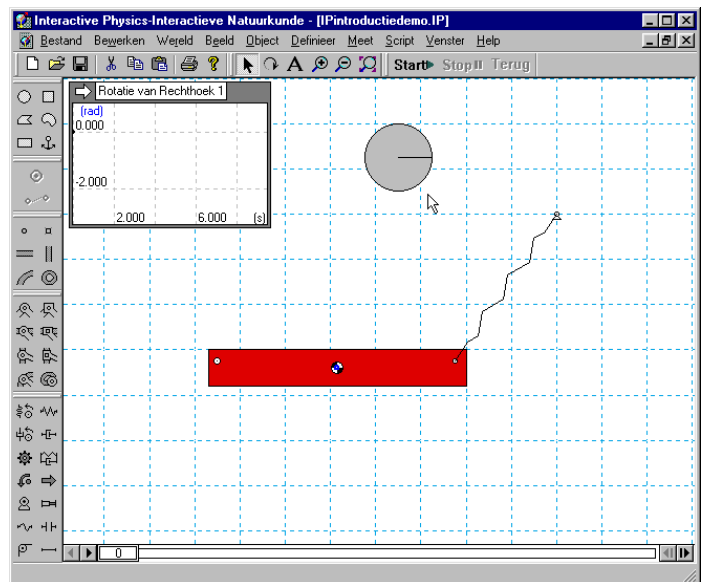 Interactive Physics-Interactieve Natuurkunde - [IPintroductiedemo.IP]
Bestand Bewerken Wereld Beeld Object Definieer Meet Script Venster Help
A Start Stop Terug
Rotatie van Rechthoek 1
(rad)
0.000
-2.000
2.000 6.000 (s)
0